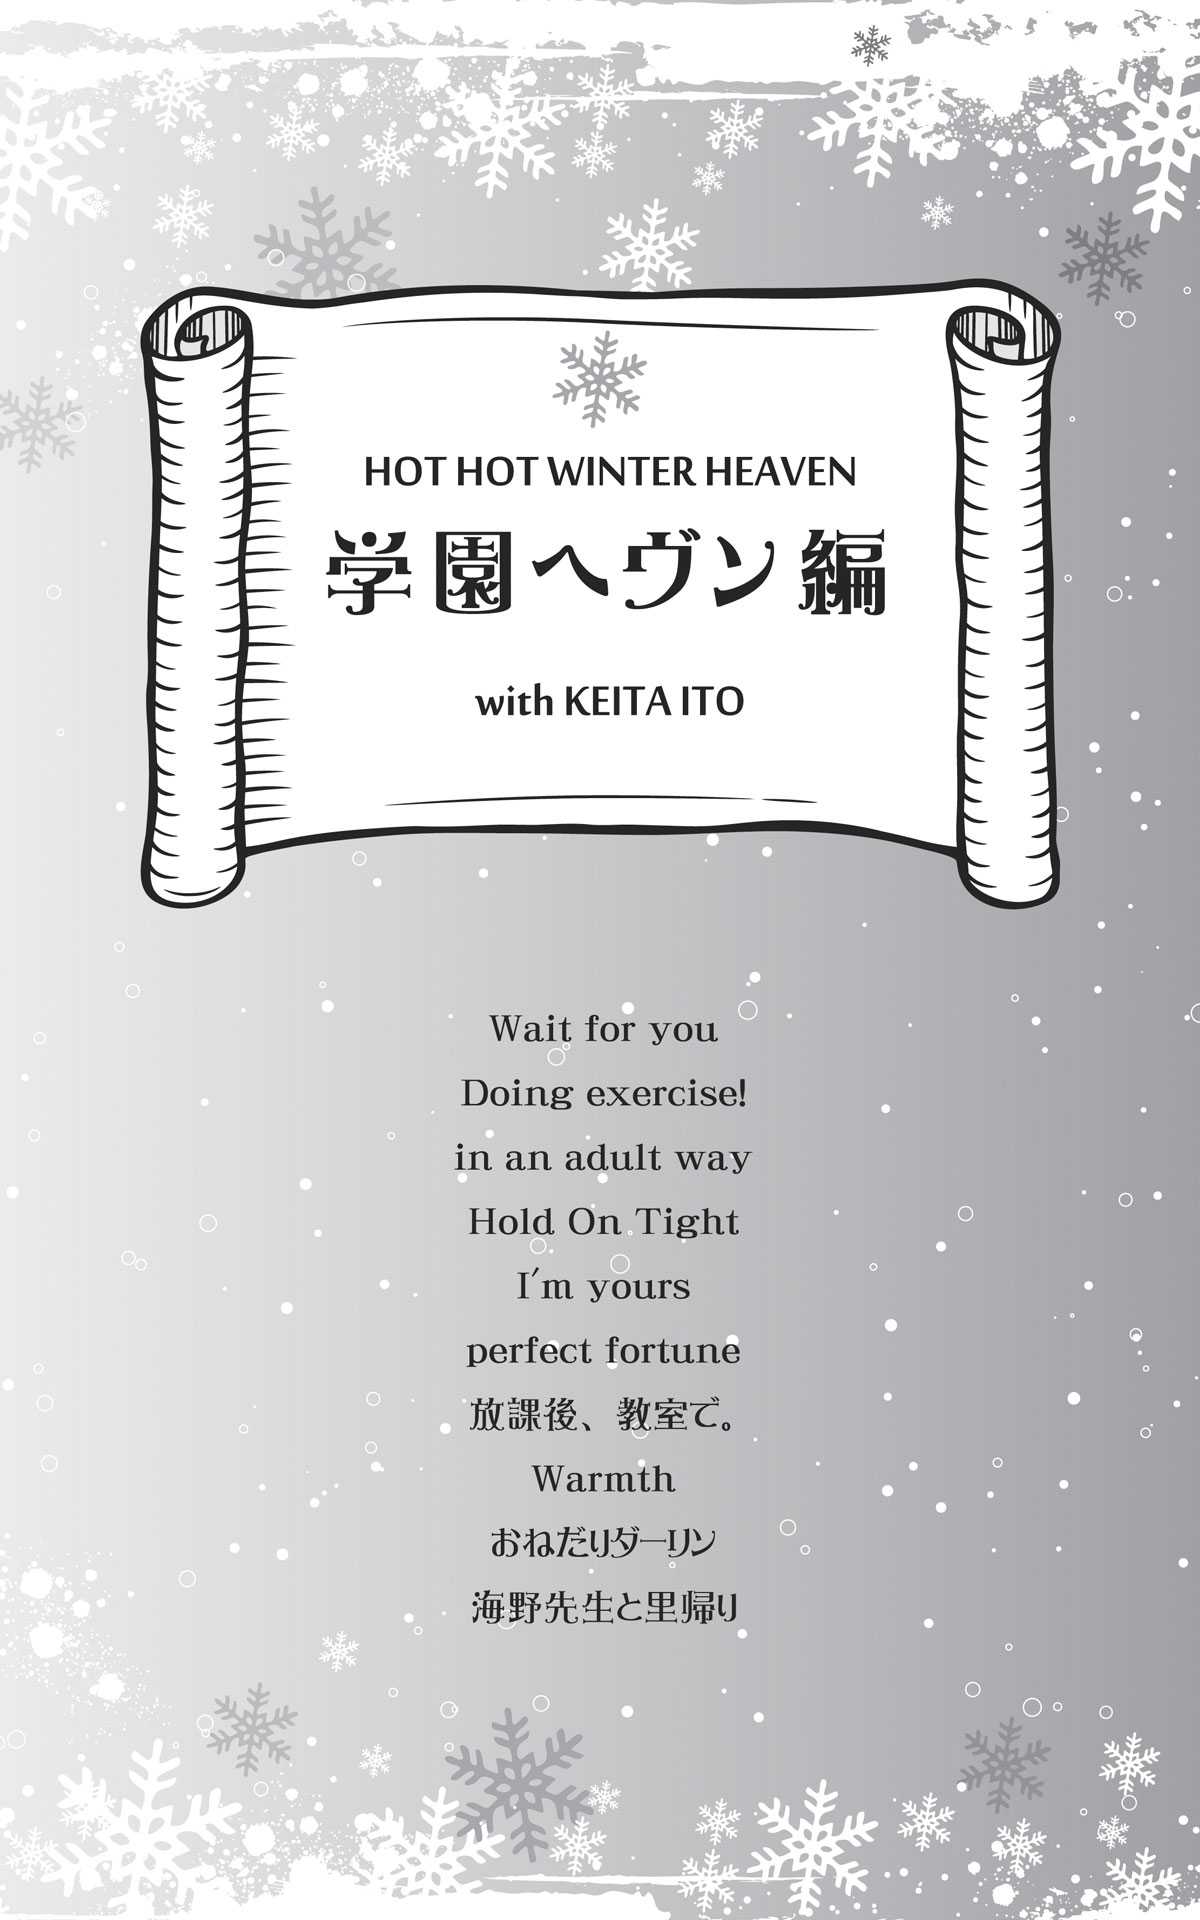 HOT HOT WINTER HEAVEN
学園ヘヴン編
with KEITA ITO
Wait for you
Doing exercise!
in an adult way
Hold On Tight
I'm yours
perfect fortune
放課後、教室で。
Warmth
おねだりダーリン
海野先生と里帰り